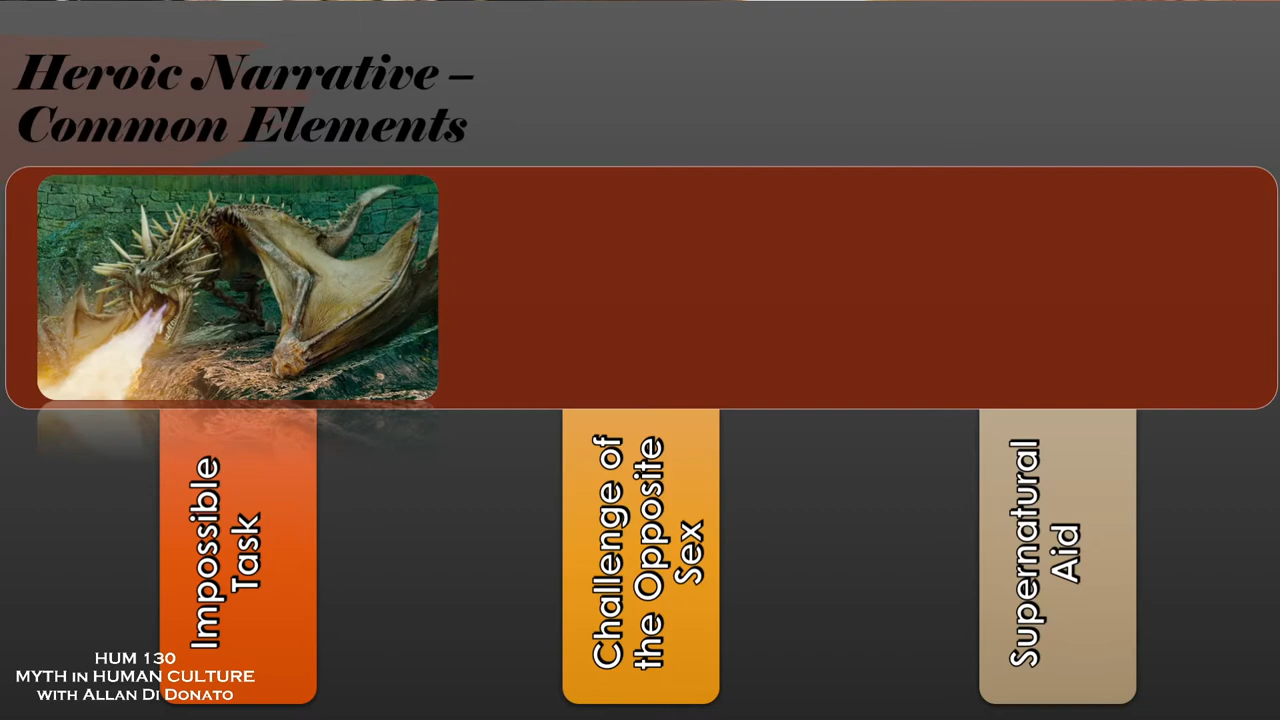 Heroic Narrative –
Common Elements
Impossible
Task
Challenge of
the Opposite
Sex
Supernatural
Aid
HUM 130
MYTH in HUMAN CULTURE
WITH ALLAN DI DONATO